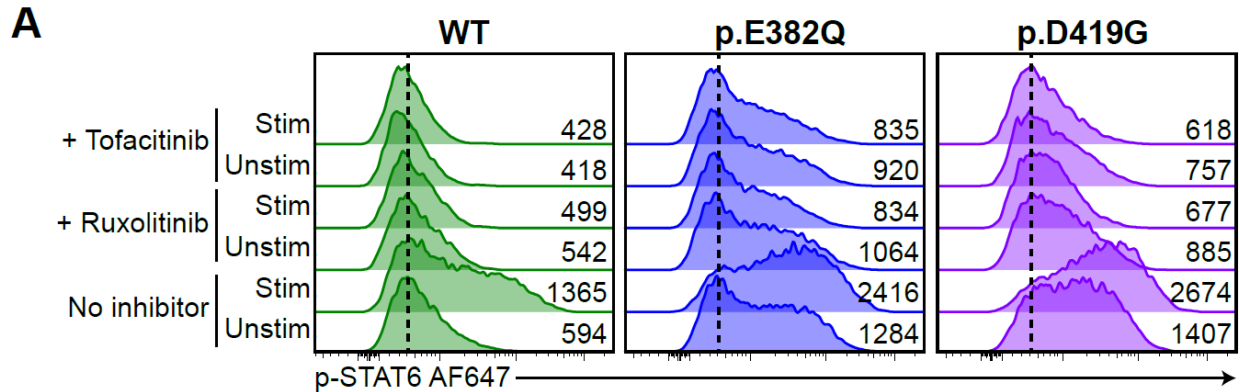 A
WT p.E382Q p.D419G
+ Tofacitinib Stim 428 835 618
Unstim 418 920 757
+ Ruxolitinib Stim 499 834 677
Unstim 542 1064 885
No inhibitor Stim 1365 2416 2674
Unstim 594 1284 1407
p-STAT6 AF647